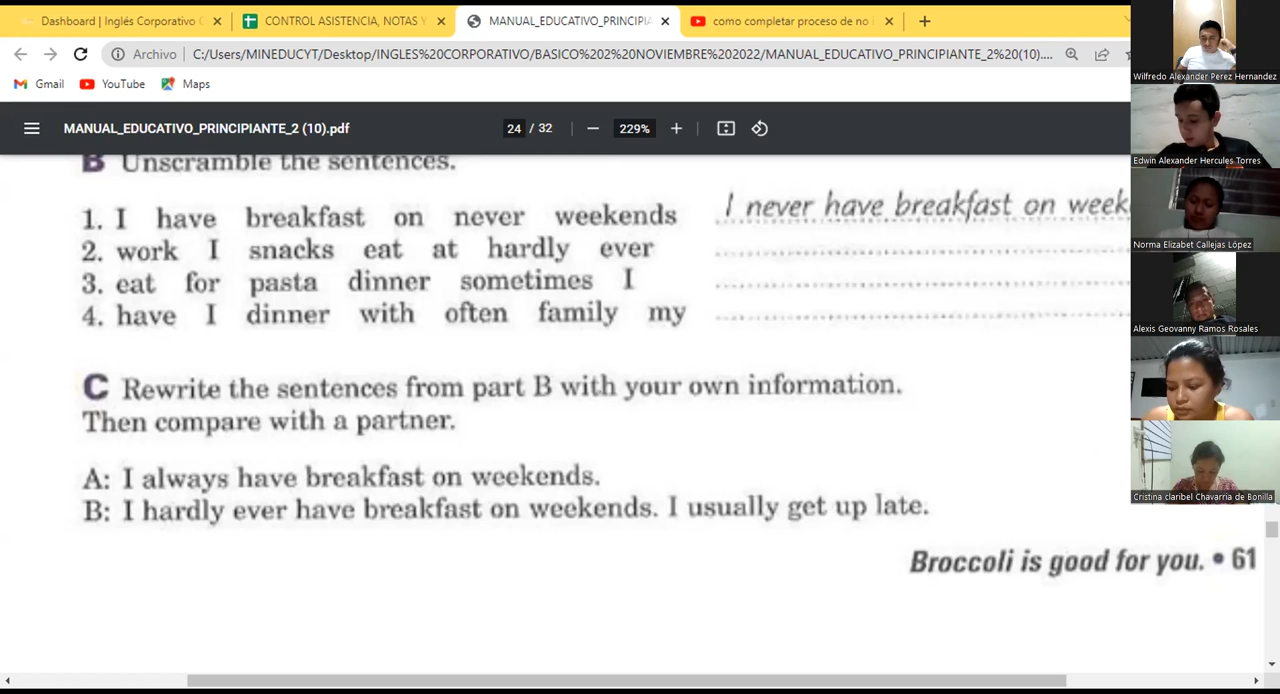 Dashboard | Inglés Corporativo
CONTROL ASISTENCIA, NOTAS Y
MANUAL_EDUCATIVO_PRINCIPIA
como completar proceso de no
Archivo
C:/Users/MINEDUCYT/Desktop/INGLES%20CORPORATIVO/BASICO%202%20NOVIEMBRE%202022/MANUAL_EDUCATIVO_PRINCIPIANTE_2%20(10)....
Gmail
YouTube
Maps
MANUAL_EDUCATIVO_PRINCIPIANTE_2 (10).pdf
24 / 32
229%
B Unscramble the sentences.
1. I have breakfast on never weekends I never have breakfast on week
2. work I snacks eat at hardly ever
3. eat for pasta dinner sometimes I
4. have I dinner with often family my
C Rewrite the sentences from part B with your own information.
Then compare with a partner.
A: I always have breakfast on weekends.
B: I hardly ever have breakfast on weekends. I usually get up late.
Broccoli is good for you. • 61
Wilfredo Alexander Perez Hernandez
Edwin Alexander Hercules Torres
Norma Elizabet Callejas López
Alexis Geovanny Ramos Rosales
Cristina claribel Chavarria de Bonilla